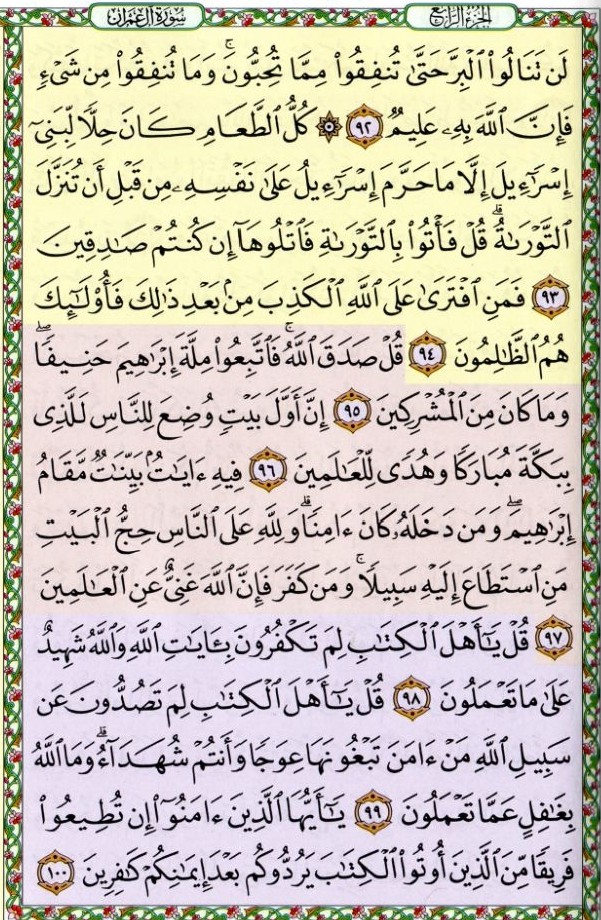 الجزء الرابع
سورة آل عمران
لَن تَنَالُوا۟ ٱلْبِرَّ حَتَّىٰ تُنفِقُوا۟ مِمَّا تُحِبُّونَ ۚ وَمَا تُنفِقُوا۟ مِن شَىْءٍ
فَإِنَّ ٱللَّهَ بِهِۦ عَلِيمٌ ٩٢ ۞ كُلُّ ٱلطَّعَامِ كَانَ حِلًّا لِّبَنِىٓ
إِسْرَٰٓءِيلَ إِلَّا مَا حَرَّمَ إِسْرَٰٓءِيلُ عَلَىٰ نَفْسِهِۦ مِن قَبْلِ أَن تُنَزَّلَ
ٱلتَّوْرَىٰةُ ۗ قُلْ فَأْتُوا۟ بِٱلتَّوْرَىٰةِ فَٱتْلُوهَآ إِن كُنتُمْ صَٰدِقِينَ
٩٣ فَمَنِ ٱفْتَرَىٰ عَلَى ٱللَّهِ ٱلْكَذِبَ مِنۢ بَعْدِ ذَٰلِكَ فَأُو۟لَٰٓئِكَ
هُمُ ٱلظَّٰلِمُونَ ٩٤ قُلْ صَدَقَ ٱللَّهُ ۗ فَٱتَّبِعُوا۟ مِلَّةَ إِبْرَٰهِيمَ حَنِيفًا ۖ
وَمَا كَانَ مِنَ ٱلْمُشْرِكِينَ ٩٥ إِنَّ أَوَّلَ بَيْتٍ وُضِعَ لِلنَّاسِ لَلَّذِى
بِبَكَّةَ مُبَارَكًا وَهُدًى لِّلْعَٰلَمِينَ ٩٦ فِيهِ ءَايَٰتٌۢ بَيِّنَٰتٌ مَّقَامُ
إِبْرَٰهِيمَ ۖ وَمَن دَخَلَهُۥ كَانَ ءَامِنًا ۗ وَلِلَّهِ عَلَى ٱلنَّاسِ حِجُّ ٱلْبَيْتِ
مَنِ ٱسْتَطَاعَ إِلَيْهِ سَبِيلًا ۚ وَمَن كَفَرَ فَإِنَّ ٱللَّهَ غَنِىٌّ عَنِ ٱلْعَٰلَمِينَ
٩٧ قُلْ يَٰٓأَهْلَ ٱلْكِتَٰبِ لِمَ تَكْفُرُونَ بِـَٔايَٰتِ ٱللَّهِ وَٱللَّهُ شَهِيدٌ
عَلَىٰ مَا تَعْمَلُونَ ٩٨ قُلْ يَٰٓأَهْلَ ٱلْكِتَٰبِ لِمَ تَصُدُّونَ عَن
سَبِيلِ ٱللَّهِ مَنْ ءَامَنَ تَبْغُونَهَا عِوَجًا وَأَنتُمْ شُهَدَآءُ ۗ وَمَا ٱللَّهُ
بِغَٰفِلٍ عَمَّا تَعْمَلُونَ ٩٩ يَٰٓأَيُّهَا ٱلَّذِينَ ءَامَنُوٓا۟ إِن تُطِيعُوا۟
فَرِيقًا مِّنَ ٱلَّذِينَ أُوتُوا۟ ٱلْكِتَٰبَ يَرُدُّوكُم بَعْدَ إِيمَٰنِكُمْ كَٰفِرِينَ ١٠٠